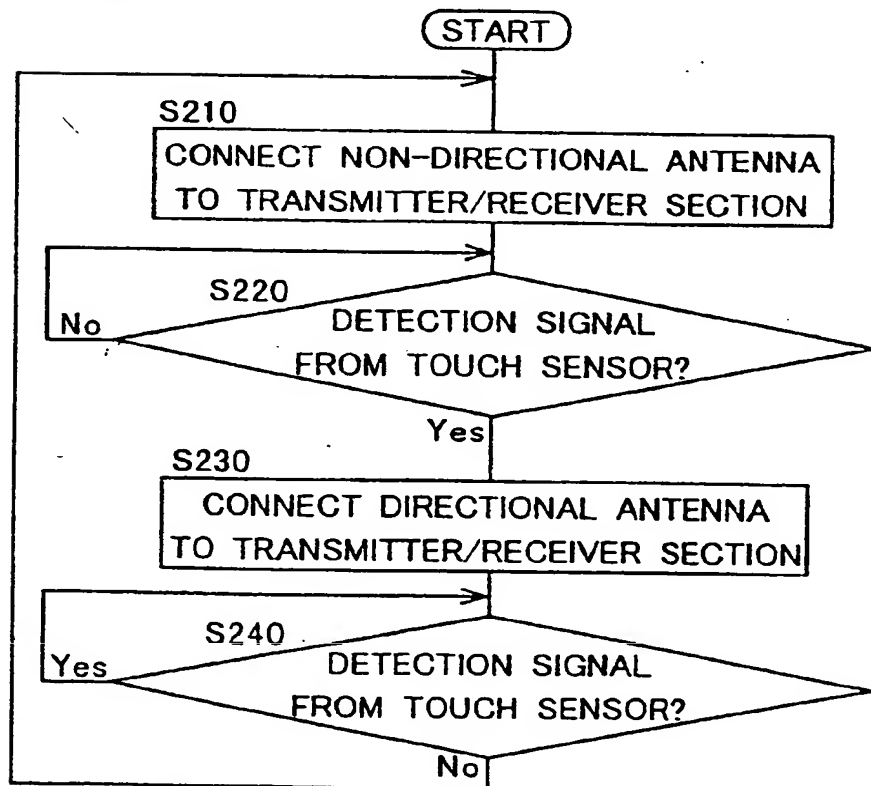 START
S210
CONNECT NON-DIRECTIONAL ANTENNA
TO TRANSMITTER/RECEIVER SECTION
S220
No
DETECTION SIGNAL
FROM TOUCH SENSOR?
Yes
S230
CONNECT DIRECTIONAL ANTENNA
TO TRANSMITTER/RECEIVER SECTION
S240
Yes
DETECTION SIGNAL
FROM TOUCH SENSOR?
No